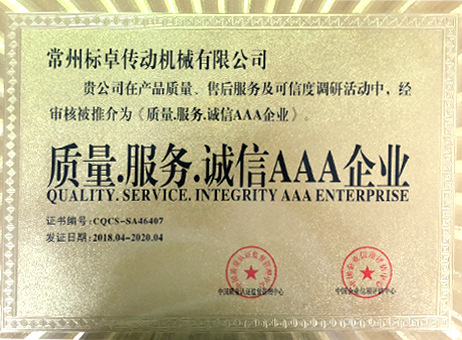 常州标卓传动机械有限公司
贵公司在产品质量、售后服务及可信度调研活动中，经
审核被推介为《质量.服务.诚信AAA企业》。
质量.服务.诚信AAA企业
QUALITY. SERVICE. INTEGRITY AAA ENTERPRISE
证书编号:CQCS-SA46407
发证日期:2018.04-2020.04